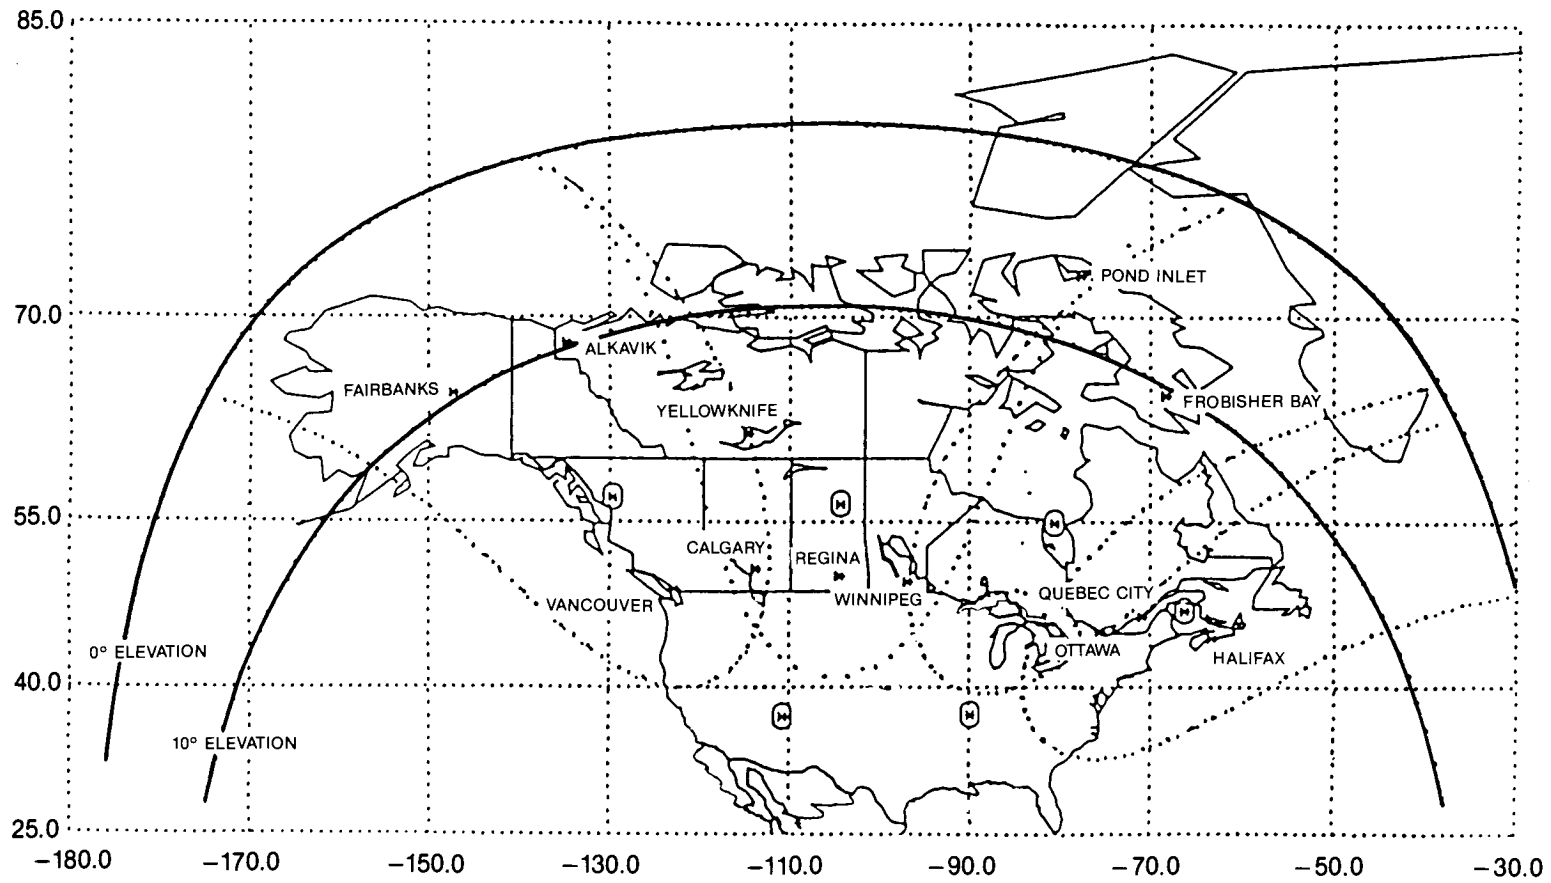 85.0
POND INLET
70.0
ALKAVIK
FAIRBANKS
YELLOWKNIFE
FROBISHER BAY
55.0
CALGARY
REGINA
VANCOUVER
WINNIPEG
QUEBEC CITY
0° ELEVATION
OTTAWA
HALIFAX
40.0
10° ELEVATION
25.0
−180.0 −170.0 −150.0 −130.0 −110.0 −90.0 −70.0 −50.0 −30.0